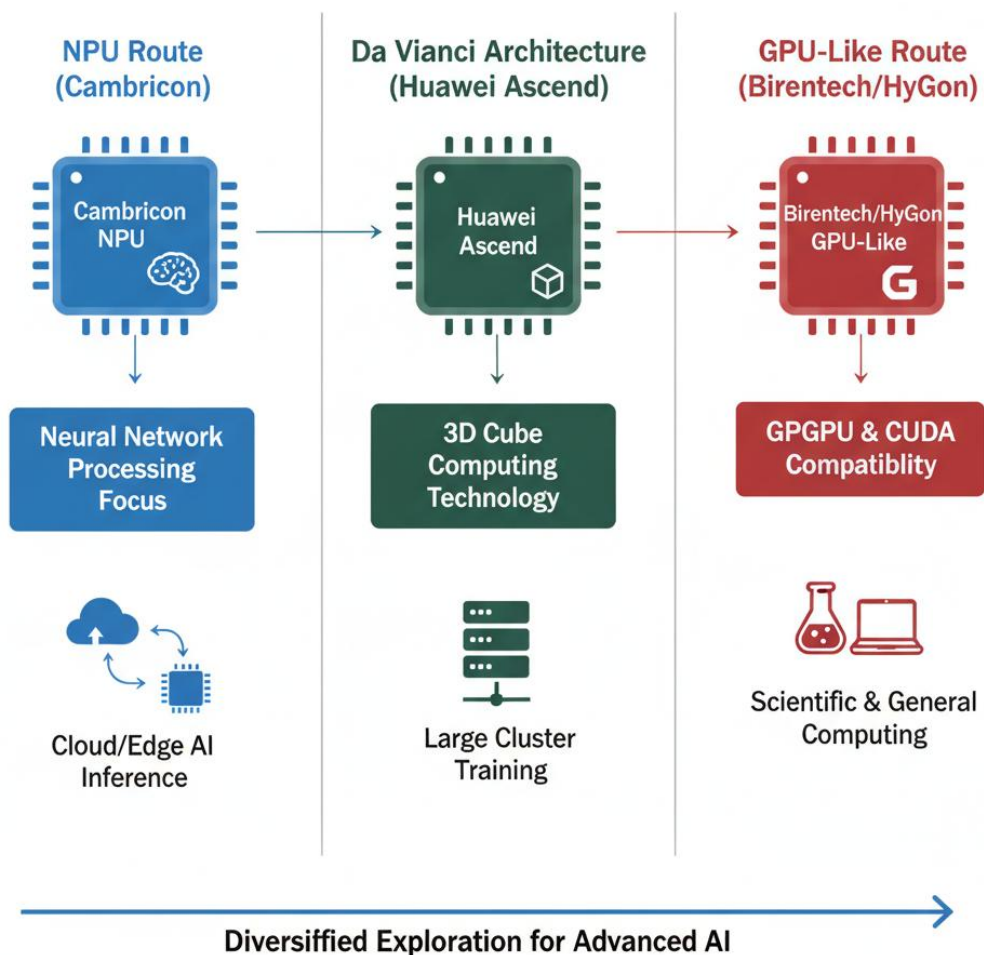 NPU Route
(Cambricon)
Da Vianci Architecture
(Huawei Ascend)
GPU-Like Route
(Birentech/HyGon)
Cambricon
NPU
Huawei
Ascend
Birentech/HyGon
GPU-Like
G
Neural Network
Processing
Focus
3D Cube
Computing
Technology
GPGPU & CUDA
Compatiblity
Cloud/Edge AI
Inference
Large Cluster
Training
Scientific & General
Computing
Diversiffied Exploration for Advanced AI